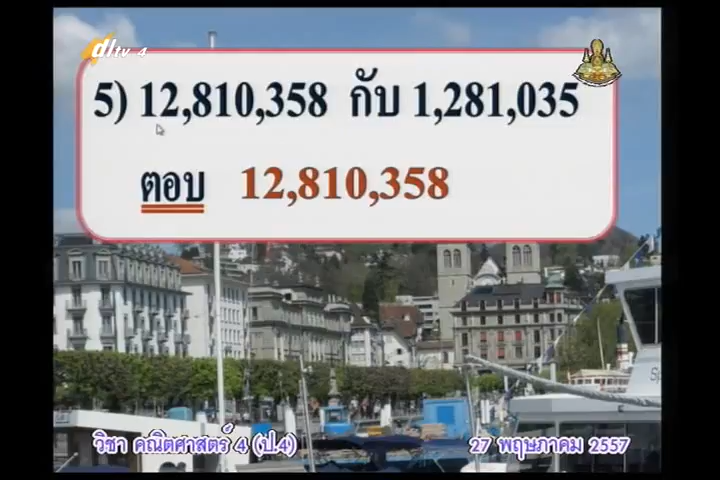 dltv 4
5) 12,810,358 กับ 1,281,035
ตอบ 12,810,358
วิชา คณิตศาสตร์ 4 (ป.4)
27 พฤษภาคม 2557